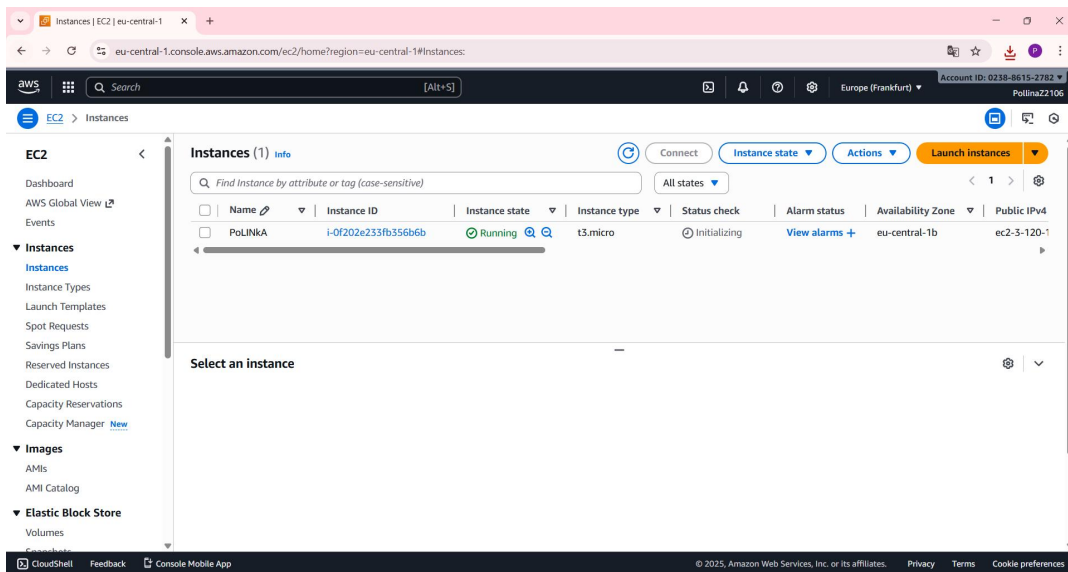 Instances | EC2 | eu-central-1
eu-central-1.console.aws.amazon.com/ec2/home?region=eu-central-1#Instances:
P
aws
Search
[Alt+S]
Europe (Frankfurt)
Account ID: 0238-8615-2782
PollinaZ2106
EC2 > Instances
EC2
Dashboard
AWS Global View
Events
Instances
Instances
Instance Types
Launch Templates
Spot Requests
Savings Plans
Reserved Instances
Dedicated Hosts
Capacity Reservations
Capacity Manager New
Images
AMIs
AMI Catalog
Elastic Block Store
Volumes
Instances (1) Info
Connect
Instance state
Actions
Launch instances
Find Instance by attribute or tag (case-sensitive)
All states
1
Name Instance ID Instance state Instance type Status check Alarm status Availability Zone Public IPv4
PoLINkA i-0f202e233fb356b6b Running t3.micro Initializing View alarms + eu-central-1b ec2-3-120-1
Select an instance
CloudShell Feedback Console Mobile App © 2025, Amazon Web Services, Inc. or its affiliates. Privacy Terms Cookie preferences